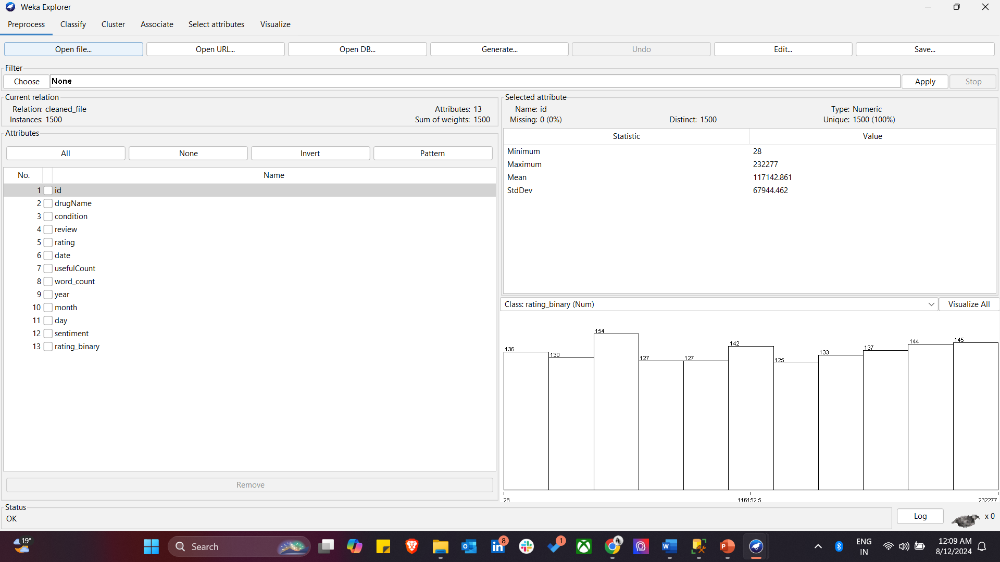 Weka Explorer
Preprocess Classify Cluster Associate Select attributes Visualize
Open file... Open URL... Open DB... Generate... Undo Edit... Save...
Filter
Choose None Apply Stop
Current relation
Relation: cleaned_file Attributes: 13
Instances: 1500 Sum of weights: 1500
Attributes
All None Invert Pattern
No. Name
1 id
2 drugName
3 condition
4 review
5 rating
6 date
7 usefulCount
8 word_count
9 year
10 month
11 day
12 sentiment
13 rating_binary
Remove
Selected attribute
Name: id Type: Numeric
Missing: 0 (0%) Distinct: 1500 Unique: 1500 (100%)
Statistic Value
Minimum 28
Maximum 232277
Mean 117142.861
StdDev 67944.462
Class: rating_binary (Num) Visualize All
136 130 154 127 127 142 125 133 137 144 145
28 116152.5 232277
Status
OK
Log x 0
19°
Search
8
1
ENG
IN
12:09 AM
8/12/2024